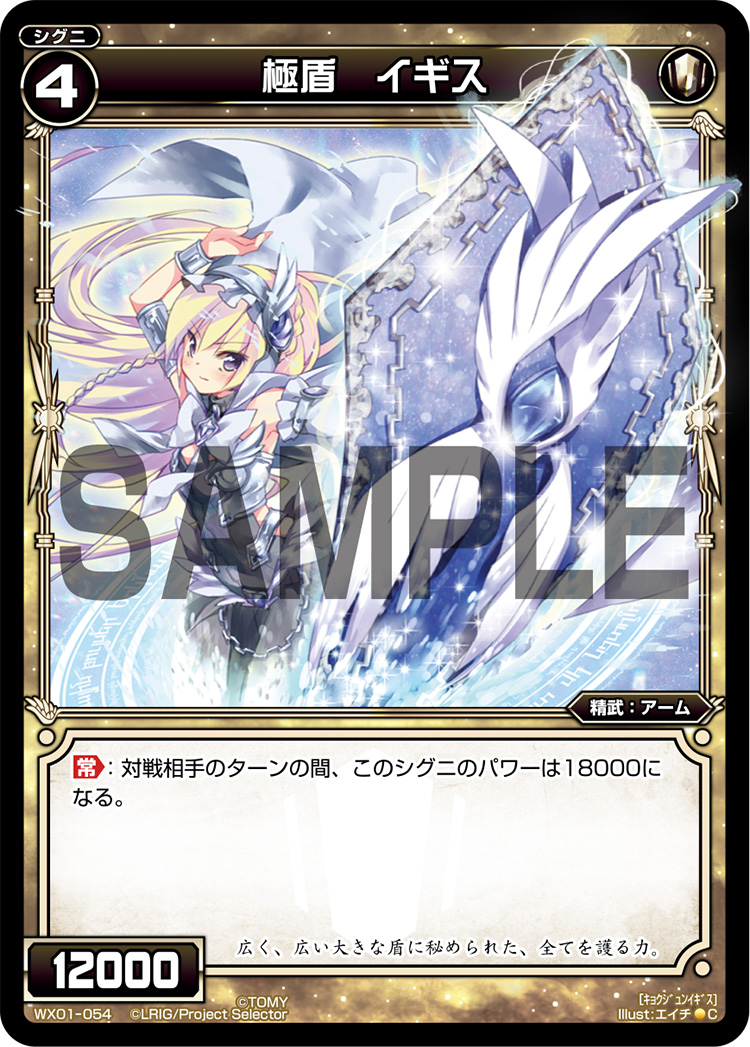 シグニ
4
極盾　イギス
SAMPLE
精武：アーム
常：対戦相手のターンの間、このシグニのパワーは18000に
なる。
広く、広い大きな盾に秘められた、全てを護る力。
12000
WX01-054 ©LRIG/Project Selector
©TOMY
[ｷｮｸｼﾞｭﾝｲｷﾞｽ]
Illust:エイチ C